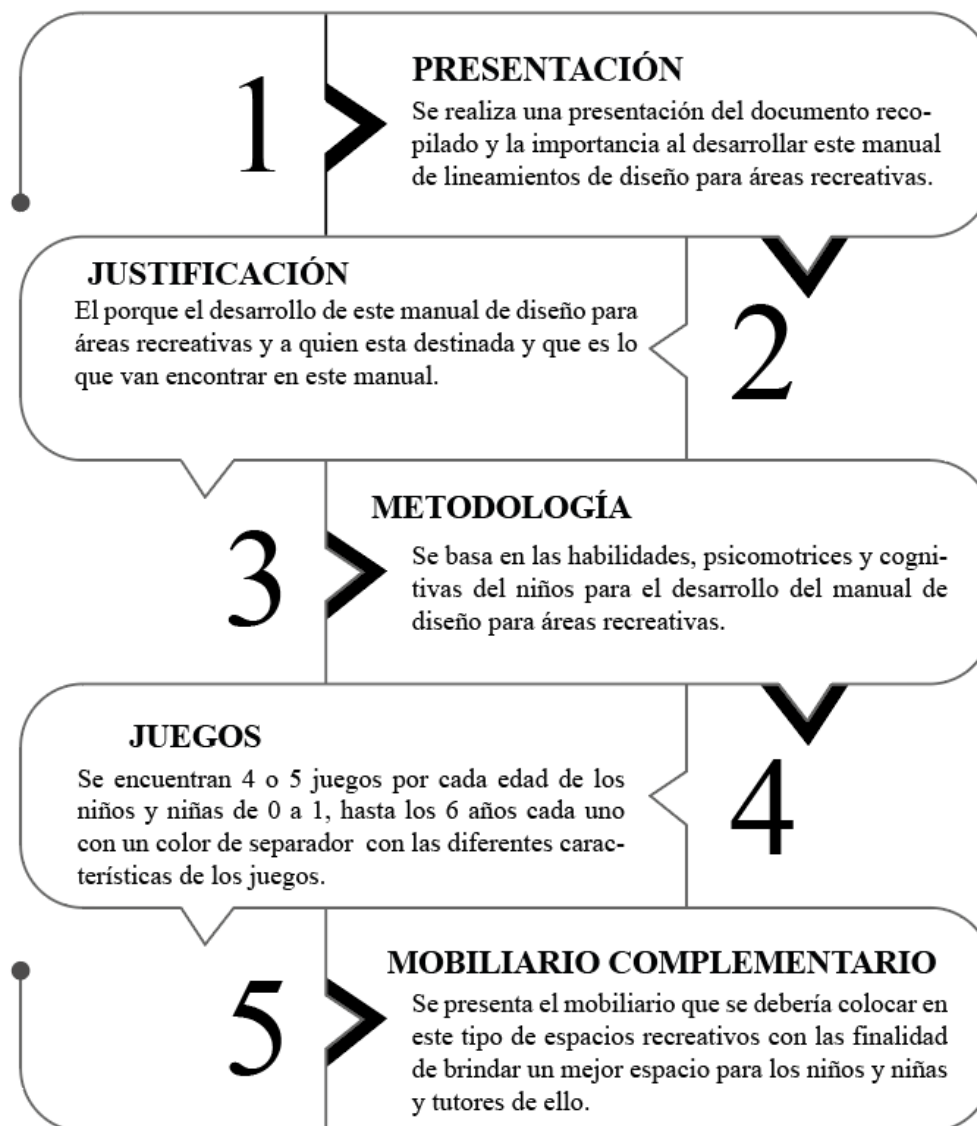 1
PRESENTACIÓN
Se realiza una presentación del documento reco-
pilado y la importancia al desarrollar este manual
de lineamientos de diseño para áreas recreativas.
JUSTIFICACIÓN
El porque el desarrollo de este manual de diseño para
áreas recreativas y a quien esta destinada y que es lo
que van encontrar en este manual.
2
3
METODOLOGÍA
Se basa en las habilidades, psicomotrices y cogni-
tivas del niños para el desarrollo del manual de
diseño para áreas recreativas.
JUEGOS
Se encuentran 4 o 5 juegos por cada edad de los
niños y niñas de 0 a 1, hasta los 6 años cada uno
con un color de separador con las diferentes carac-
terísticas de los juegos.
4
5
MOBILIARIO COMPLEMENTARIO
Se presenta el mobiliario que se debería colocar en
este tipo de espacios recreativos con las finalidad
de brindar un mejor espacio para los niños y niñas
y tutores de ello.